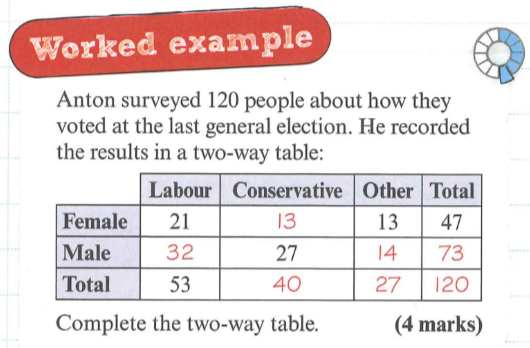 Worked example
Anton surveyed 120 people about how they
voted at the last general election. He recorded
the results in a two-way table:
Labour Conservative Other Total
Female 21 13 13 47
Male 32 27 14 73
Total 53 40 27 120
Complete the two-way table. (4 marks)